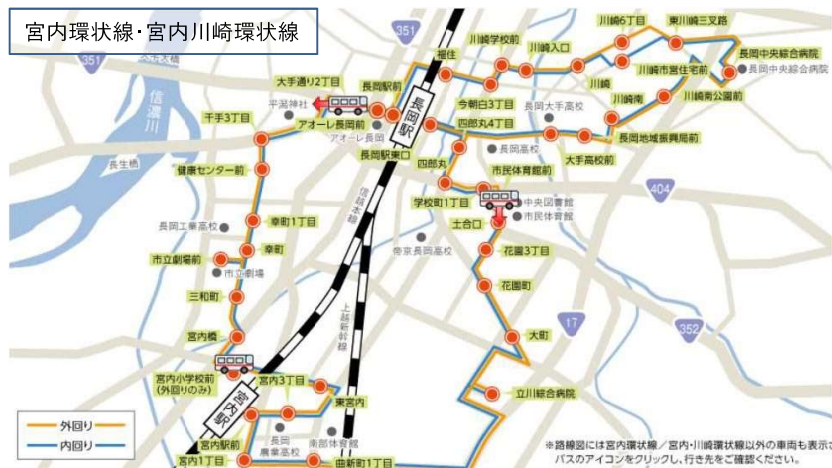 宮内環状線・宮内川崎環状線
351
351
信濃川
長生橋
大手通り2丁目
平潟神社
千手3丁目
アオーレ長岡前
アオーレ長岡
長岡駅前
長岡駅
長岡駅東口
福住
川崎学校前
川崎入口
川崎6丁目
東川崎三叉路
長岡中央綜合病院
長岡中央綜合病院
川崎
川崎市営住宅前
川崎南
川崎南公園前
今朝白3丁目
長岡大手高校
四郎丸4丁目
長岡高校
大手高校前
長岡地域振興局前
四郎丸
市民体育館前
404
学校町1丁目
中央図書館
市民体育館
土合口
健康センター前
信越本線
長岡工業高校
幸町1丁目
幸町
市立劇場前
市立劇場
帝京長岡高校
花園3丁目
花園町
三和町
上越新幹線
17
352
宮内橋
大町
宮内小学校前
(外回りのみ)
宮内3丁目
東宮内
立川綜合病院
宮内駅
外回り
内回り
宮内駅前
長岡
農業高校
南部体育館
宮内1丁目
曲新町1丁目
※路線図には宮内環状線/宮内・川崎環状線以外の車両も表示さ
バスのアイコンをクリックし、行き先をご確認ください。